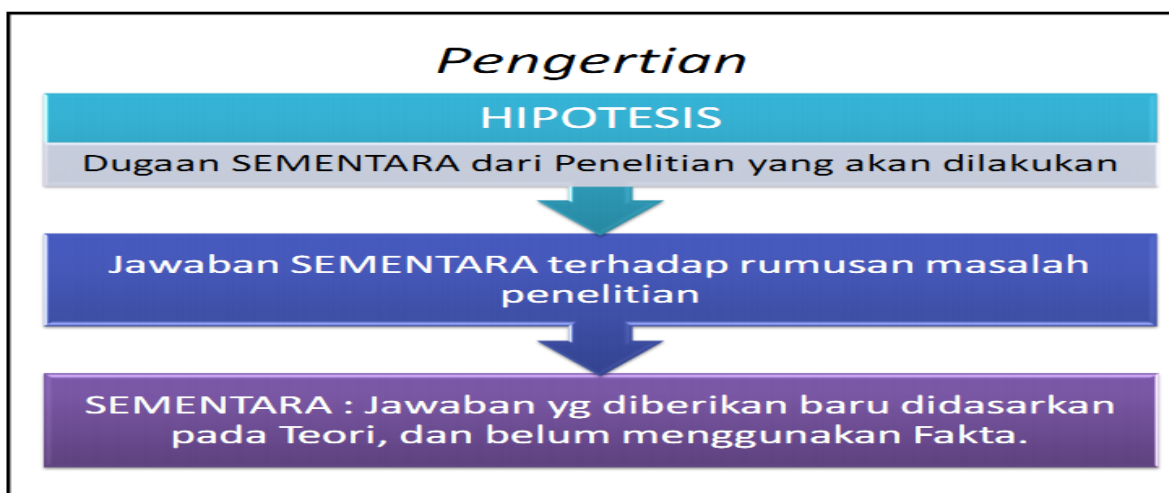 Pengertian
HIPOTESIS
Dugaan SEMENTARA dari Penelitian yang akan dilakukan
Jawaban SEMENTARA terhadap rumusan masalah
penelitian
SEMENTARA : Jawaban yg diberikan baru didasarkan
pada Teori, dan belum menggunakan Fakta.